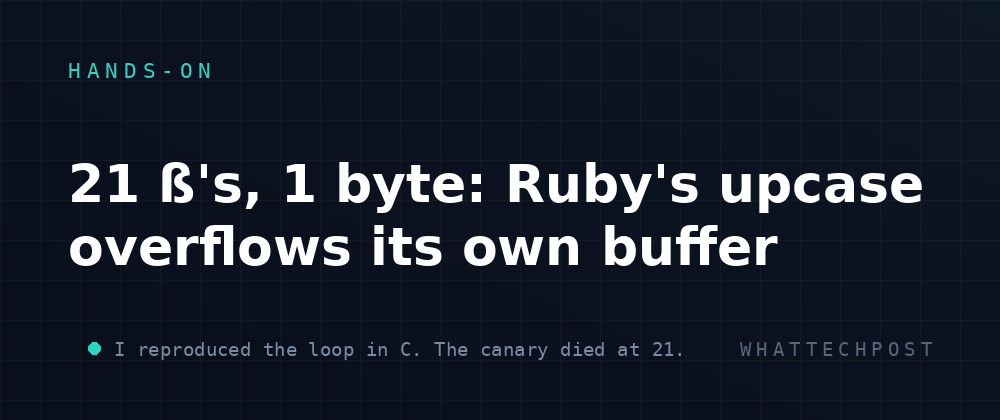 HANDS-ON
21 ß's, 1 byte: Ruby's upcase
overflows its own buffer
I reproduced the loop in C. The canary died at 21.
WHATTECHPOST